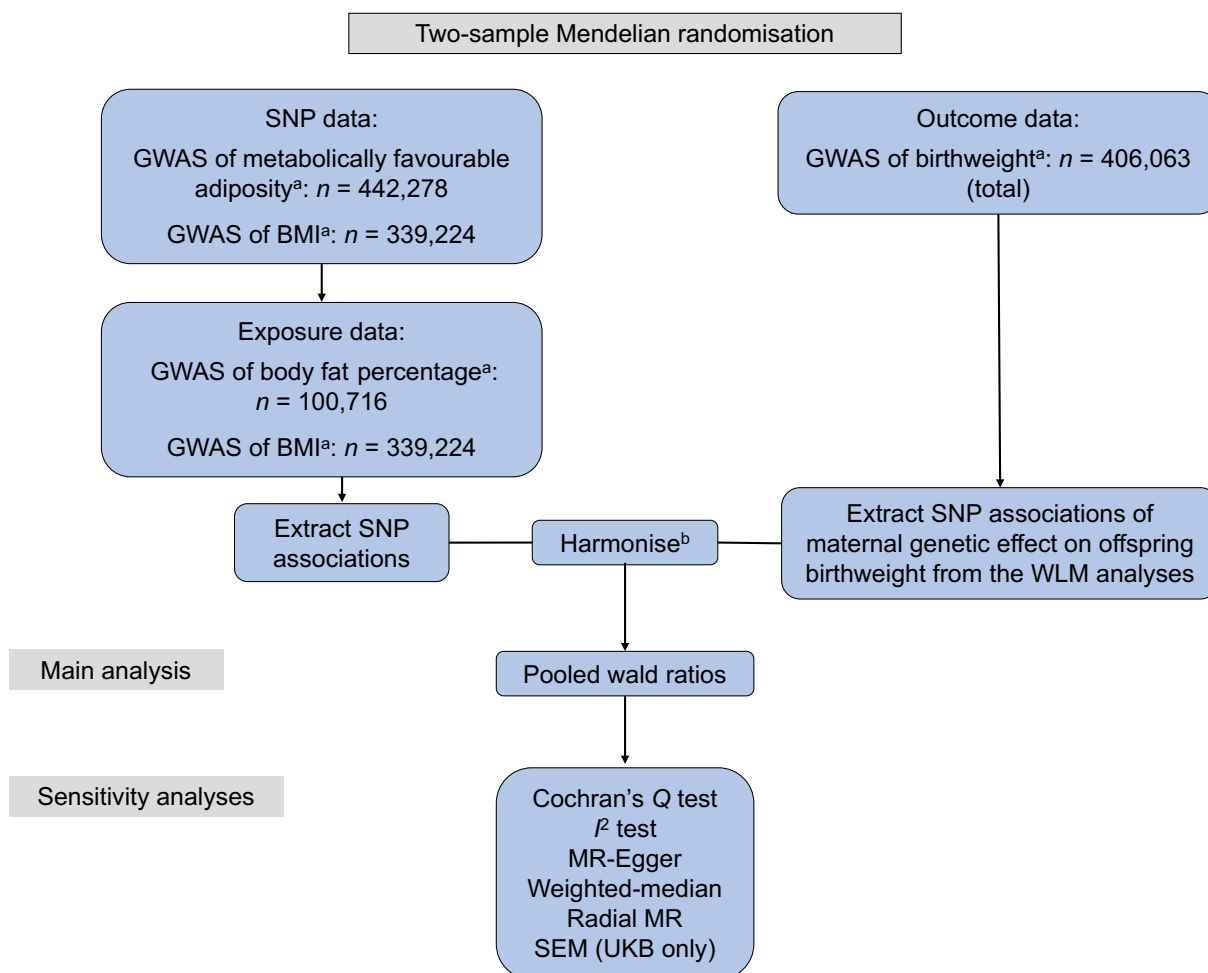 Two-sample Mendelian randomisation
SNP data:
GWAS of metabolically favourable
adiposityᵃ: n = 442,278
GWAS of BMIᵃ: n = 339,224
Outcome data:
GWAS of birthweightᵃ: n = 406,063
(total)
Exposure data:
GWAS of body fat percentageᵃ:
n = 100,716
GWAS of BMIᵃ: n = 339,224
Extract SNP
associations
Harmoniseᵇ
Extract SNP associations of
maternal genetic effect on offspring
birthweight from the WLM analyses
Main analysis
Pooled wald ratios
Sensitivity analyses
Cochran’s Q test
I² test
MR-Egger
Weighted-median
Radial MR
SEM (UKB only)